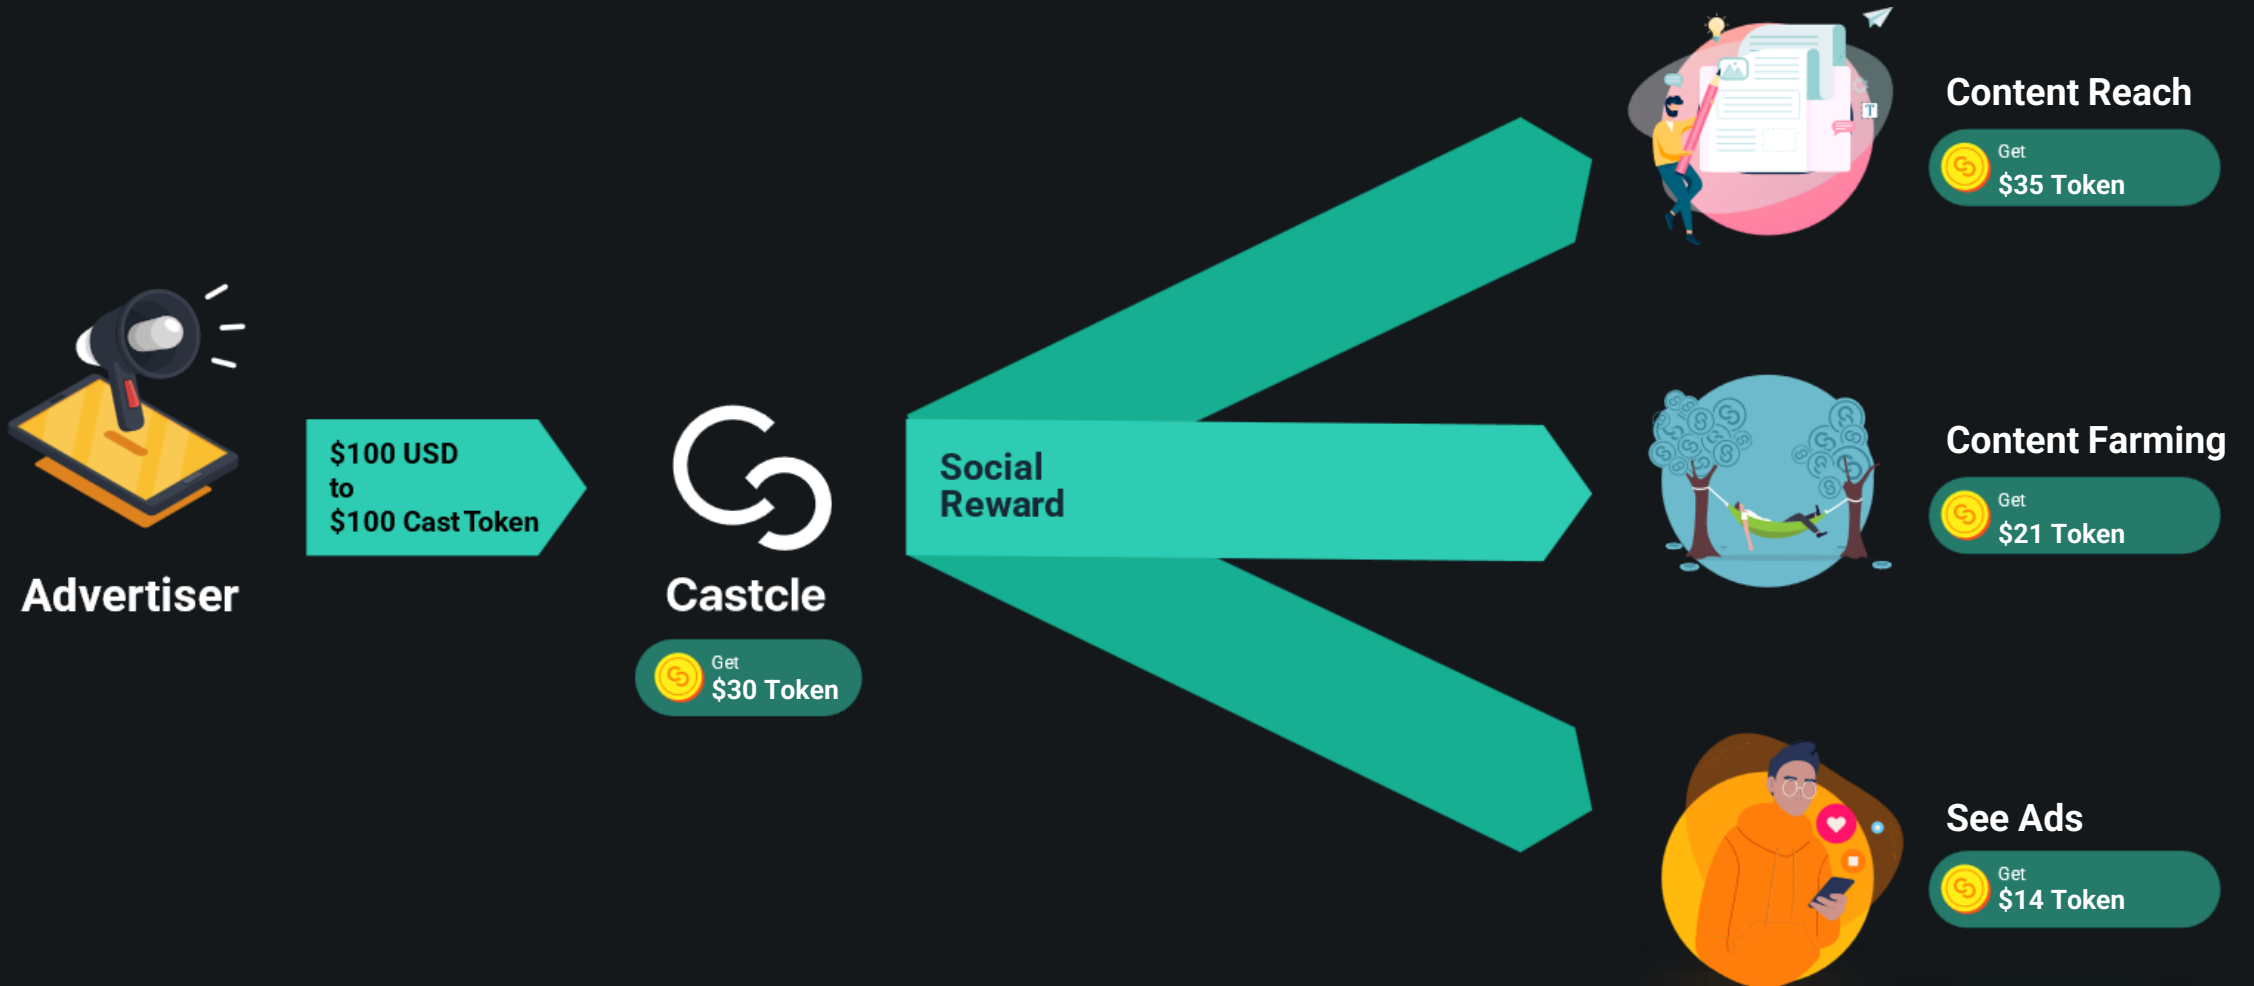 Advertiser
$100 USD
to
$100 Cast Token
Castcle
Get
$30 Token
Social
Reward
Content Reach
Get
$35 Token
T
Content Farming
Get
$21 Token
See Ads
Get
$14 Token